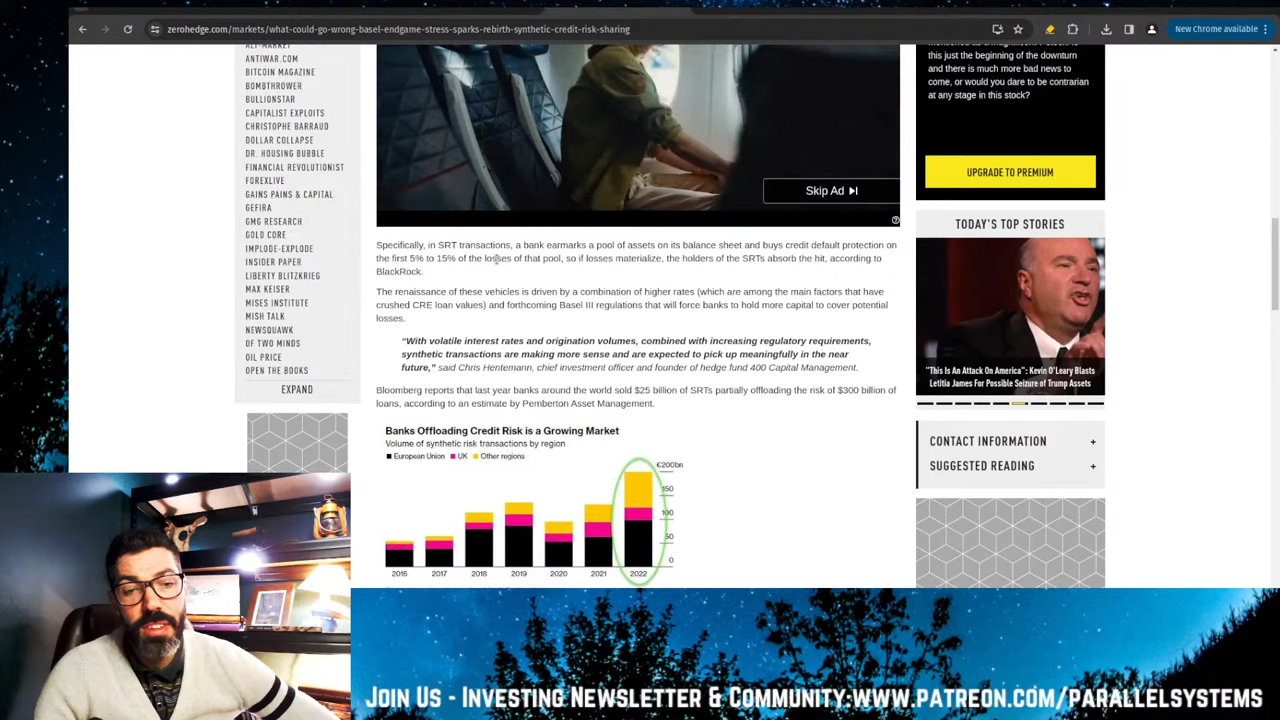 zerohedge.com/markets/what-could-go-wrong-basel-endgame-stress-sparks-rebirth-synthetic-credit-risk-sharing
New Chrome available
ALT-MARKET
ANTIWAR.COM
BITCOIN MAGAZINE
BOMBTHROWER
BULLIONSTAR
CAPITALIST EXPLOITS
CHRISTOPHE BARRAUD
DOLLAR COLLAPSE
DR. HOUSING BUBBLE
FINANCIAL REVOLUTIONIST
FOREXLIVE
GAINS PAINS & CAPITAL
GEFIRA
GMG RESEARCH
GOLD CORE
IMPLODE-EXPLODE
INSIDER PAPER
LIBERTY BLITZKRIEG
MAX KEISER
MISES INSTITUTE
MISH TALK
NEWSQUAWK
OF TWO MINDS
OIL PRICE
OPEN THE BOOKS
EXPAND
Skip Ad
Specifically, in SRT transactions, a bank earmarks a pool of assets on its balance sheet and buys credit default protection on
the first 5% to 15% of the losses of that pool, so if losses materialize, the holders of the SRTs absorb the hit, according to
BlackRock.
The renaissance of these vehicles is driven by a combination of higher rates (which are among the main factors that have
crushed CRE loan values) and forthcoming Basel III regulations that will force banks to hold more capital to cover potential
losses.
"With volatile interest rates and origination volumes, combined with increasing regulatory requirements,
synthetic transactions are making more sense and are expected to pick up meaningfully in the near
future," said Chris Hentemann, chief investment officer and founder of hedge fund 400 Capital Management.
Bloomberg reports that last year banks around the world sold $25 billion of SRTs partially offloading the risk of $300 billion of
loans, according to an estimate by Pemberton Asset Management.
Banks Offloading Credit Risk is a Growing Market
Volume of synthetic risk transactions by region
European Union UK Other regions
€200bn
150
100
50
0
2016 2017 2018 2019 2020 2021 2022
this just the beginning of the downturn
and there is much more bad news to
come, or would you dare to be contrarian
at any stage in this stock?
UPGRADE TO PREMIUM
TODAY'S TOP STORIES
"This Is An Attack On America": Kevin O'Leary Blasts
Letitia James For Possible Seizure of Trump Assets
CONTACT INFORMATION +
SUGGESTED READING +
JOIN US - INVESTING NEWSLETTER & COMMUNITY:WWW.PATREON.COM/PARALLELSYSTEMS